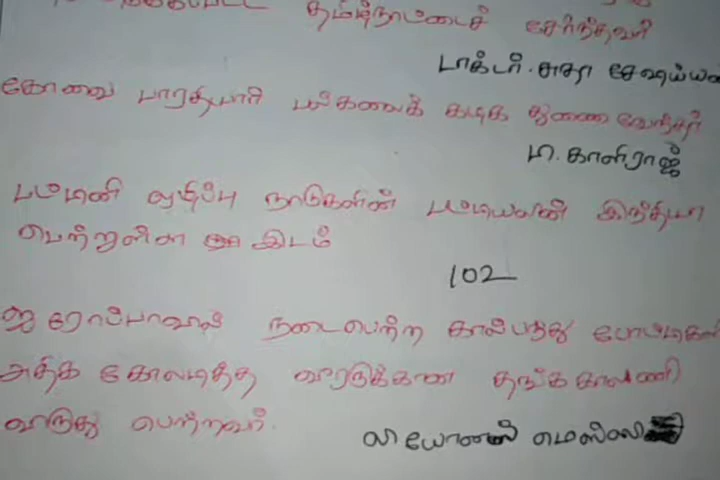 தமிழ்நாட்டைச் சேர்ந்தவர்
டாக்டர். சுதா சேஷய்யன்
கோவை பாரதியார் பல்கலைக் கழக துணைவேந்தர்
ம. காளிராஜ்
பட்டினி குறியீட்டு நாடுகளின் பட்டியலில் இந்தியா
பெற்றுள்ள இடம்
102
ஐரோப்பாவில் நடைபெற்ற கால்பந்து போட்டிகளில்
அதிக கோலடித்த வீரருக்கான தங்க காலணி
விருது பெற்றவர்.
லியோனல் மெஸ்ஸி